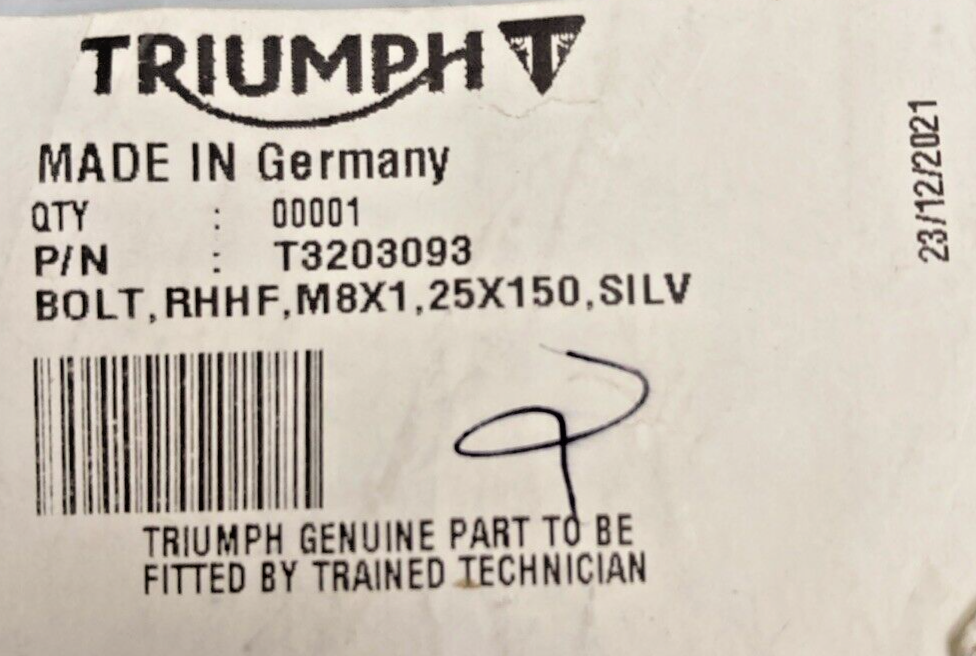 TRIUMPH
MADE IN Germany
QTY : 00001
P/N : T3203093
BOLT,RHHF,M8X1,25X150,SILV
TRIUMPH GENUINE PART TO BE
FITTED BY TRAINED TECHNICIAN
23/12/2021